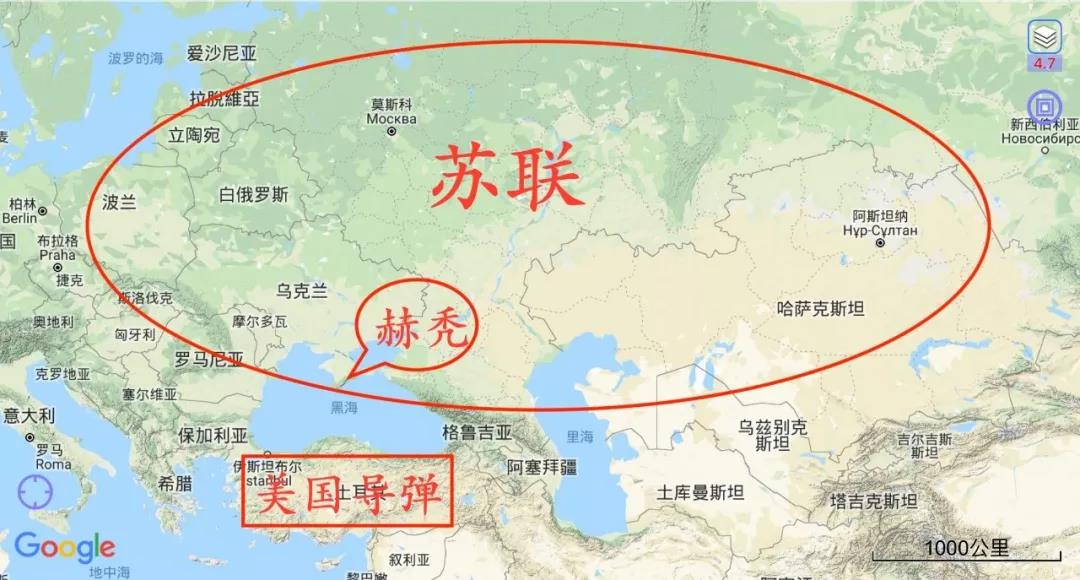 波罗的海
爱沙尼亚
4.7
拉脫維亞
莫斯科
Москва
新西伯利亚
Новосибирс
立陶宛
麦
苏联
柏林
Berlin
波兰
白俄罗斯
阿斯坦纳
Нұр-Сұлтан
国
布拉格
Praha
捷克
斯洛伐克
乌克兰
哈萨克斯坦
奥地利
匈牙利
摩尔多瓦
赫秃
罗马尼亚
克罗地亚
塞尔维亚
黑海
意大利
保加利亚
格鲁吉亚
里海
乌兹别克
斯坦
吉尔吉斯
斯坦
罗马
Roma
伊斯坦布尔
stanbul
阿塞拜疆
希腊
美国导弹
土耳其
土库曼斯坦
塔吉克斯坦
Google
1000公里
叙利亚
地中海
黎巴嫩